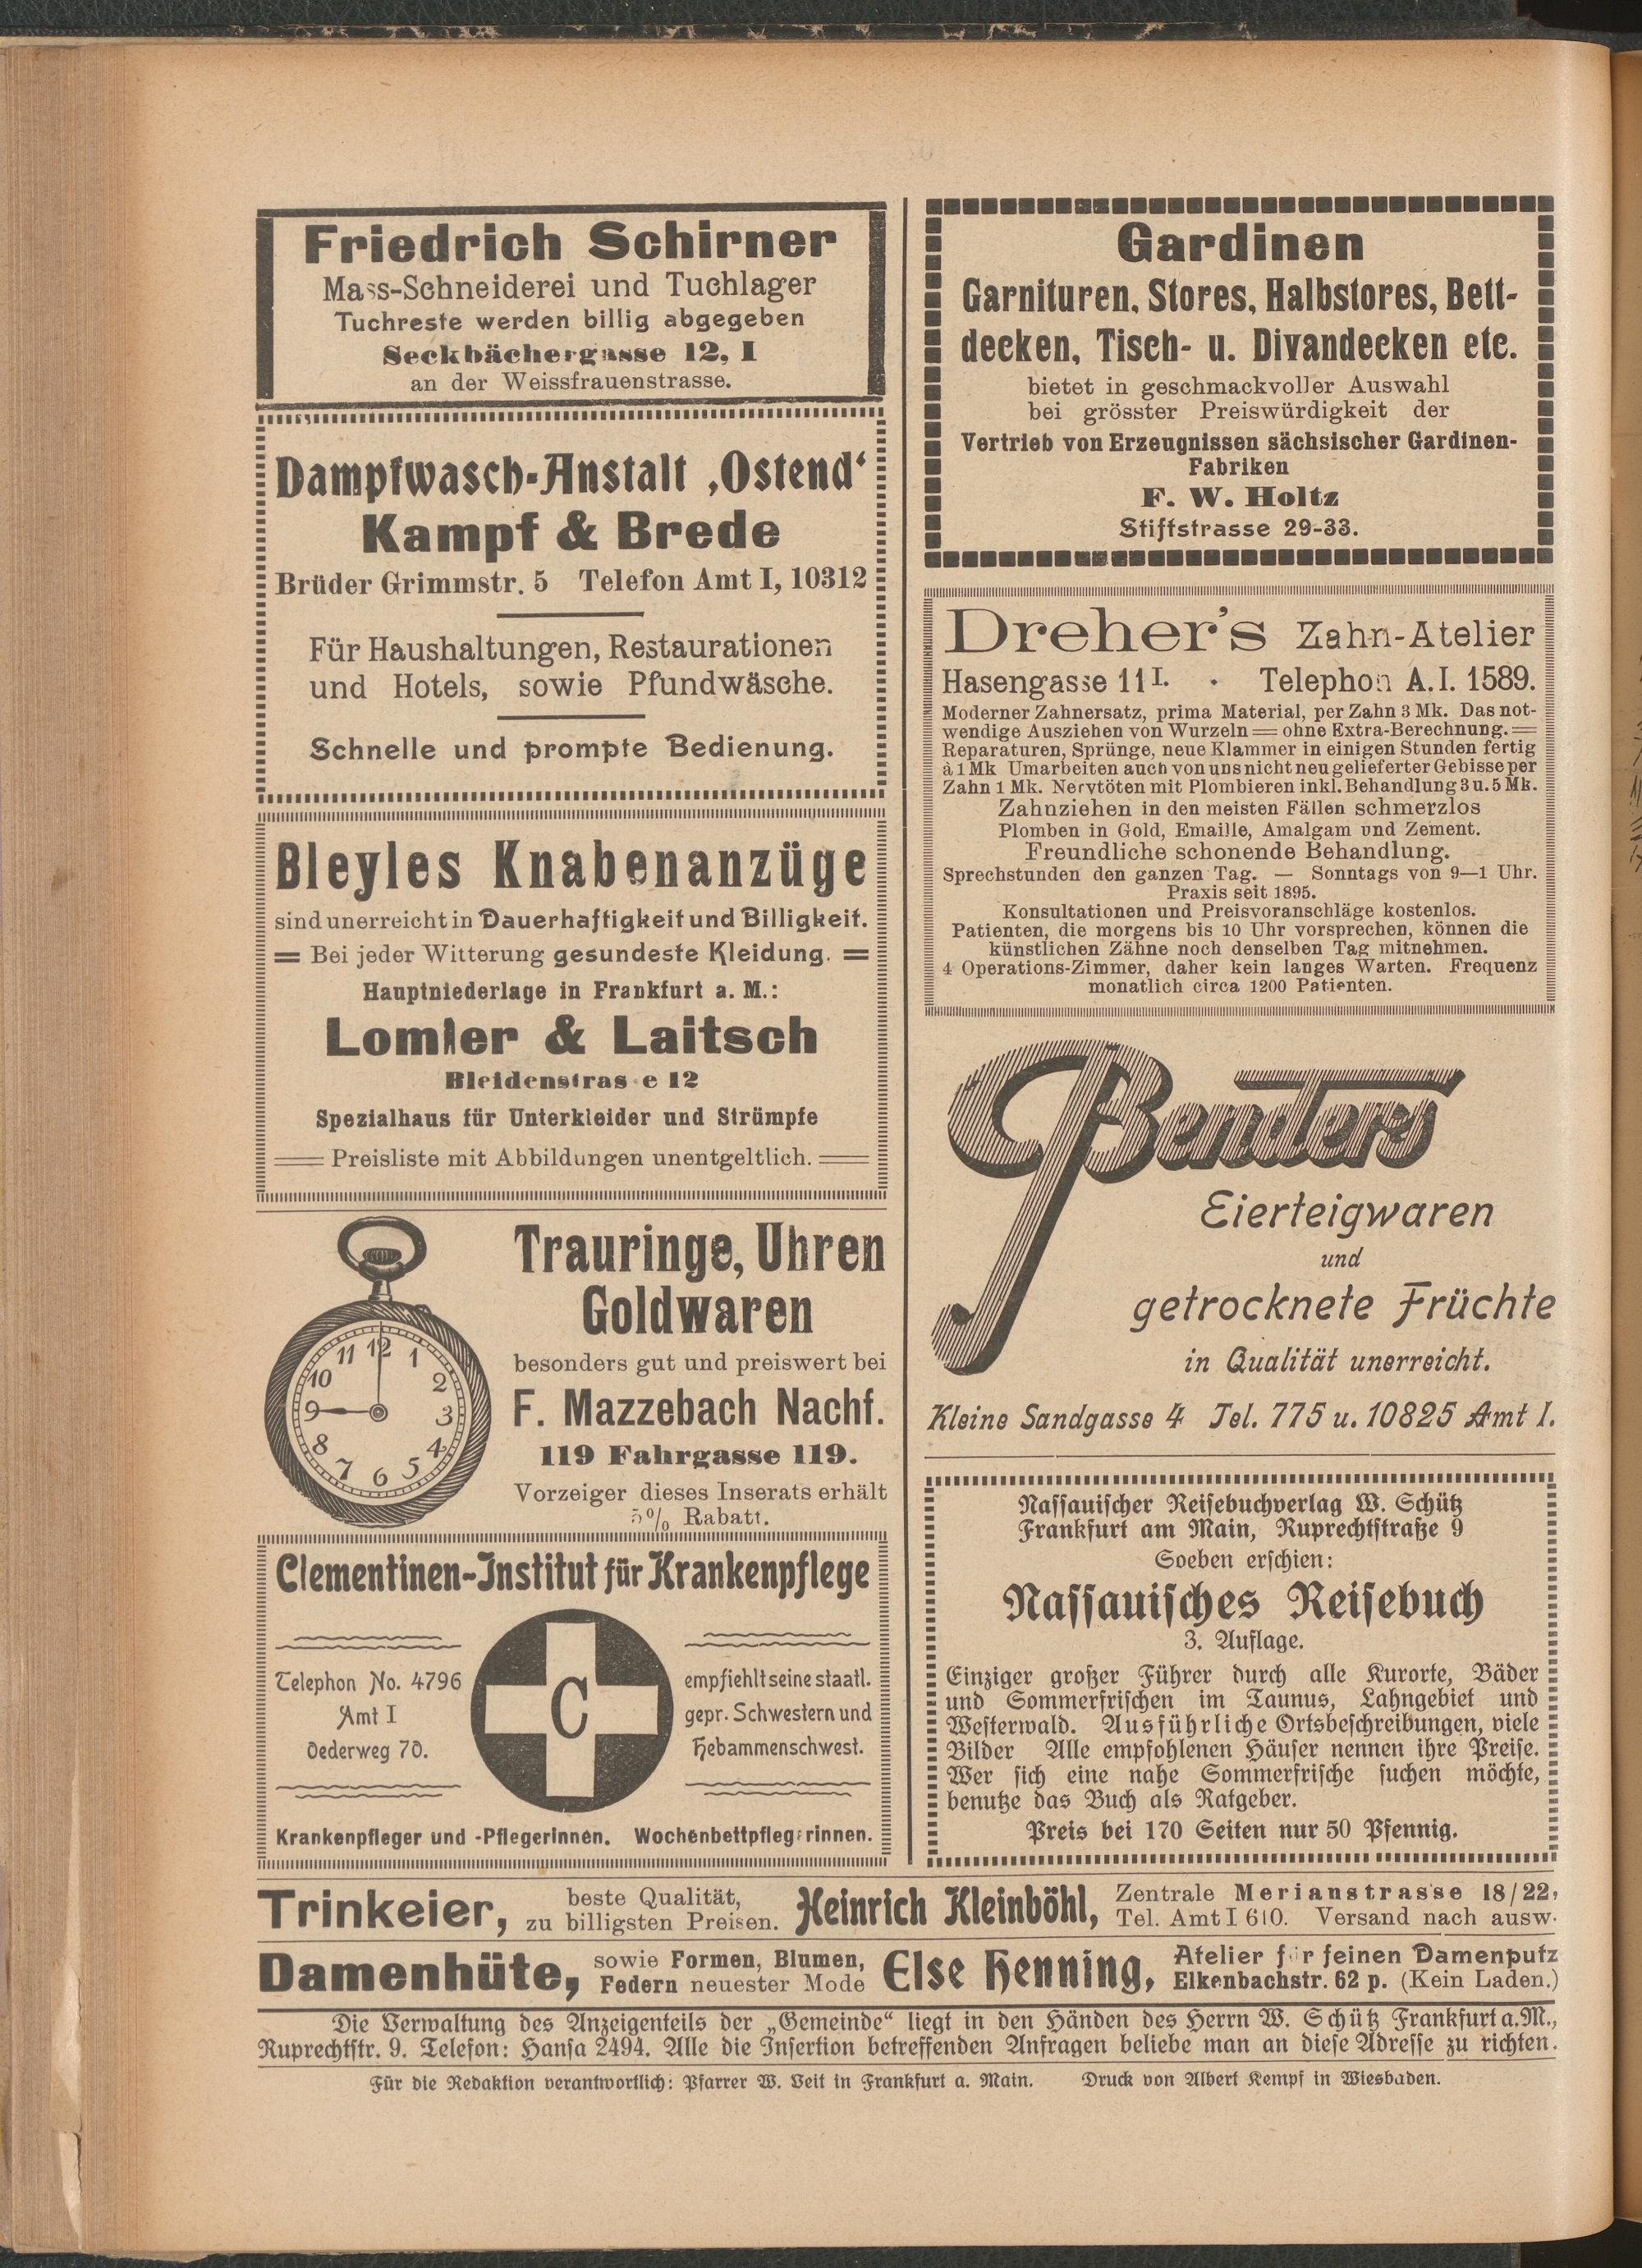 Friedrich Schirner
Mass-Schneiderei und Tuchlager
Tuchreste werden billig abgegeben
Seckbächergasse 12, I
an der Weissfrauenstrasse.
Dampfwasch-Anstalt ‚Ostend‘
Kampf & Brede
Brüder Grimmstr. 5 Telefon Amt I, 10312
Für Haushaltungen, Restaurationen
und Hotels, sowie Pfundwäsche.
Schnelle und prompte Bedienung.
Bleyles Knabenanzüge
sind unerreicht in Dauerhaftigkeit und Billigkeit.
= Bei jeder Witterung gesundeste Kleidung. =
Hauptniederlage in Frankfurt a. M.:
Lomler & Laitsch
Bleidenstras e 12
Spezialhaus für Unterkleider und Strümpfe
Preisliste mit Abbildungen unentgeltlich.
12 1 2 3 4 5 6 7 8 9 10 11
Trauringe, Uhren
Goldwaren
besonders gut und preiswert bei
F. Mazzebach Nachf.
119 Fahrgasse 119.
Vorzeiger dieses Inserats erhält
5% Rabatt.
Clementinen-Institut für Krankenpflege
Telephon No. 4796
Amt I
Oederweg 70.
C
empfiehlt seine staatl.
gepr. Schwestern und
Hebammenschwest.
Krankenpfleger und -Pflegerinnen. Wochenbettpflegerinnen.
Gardinen
Garnituren, Stores, Halbstores, Bett-
decken, Tisch- u. Divandecken etc.
bietet in geschmackvoller Auswahl
bei grösster Preiswürdigkeit der
Vertrieb von Erzeugnissen sächsischer Gardinen-
Fabriken
F. W. Holtz
Stiftstrasse 29-33.
Dreher's Zahn-Atelier
Hasengasse 11 I. • Telephon A. I. 1589.
Moderner Zahnersatz, prima Material, per Zahn 3 Mk. Das not-
wendige Ausziehen von Wurzeln = ohne Extra-Berechnung. =
Reparaturen, Sprünge, neue Klammer in einigen Stunden fertig
à 1 Mk Umarbeiten auch von uns nicht neu gelieferter Gebisse per
Zahn 1 Mk. Nervtöten mit Plombieren inkl. Behandlung 3 u. 5 Mk.
Zahnziehen in den meisten Fällen schmerzlos
Plomben in Gold, Emaille, Amalgam und Zement.
Freundliche schonende Behandlung.
Sprechstunden den ganzen Tag. — Sonntags von 9—1 Uhr.
Praxis seit 1895.
Konsultationen und Preisvoranschläge kostenlos.
Patienten, die morgens bis 10 Uhr vorsprechen, können die
künstlichen Zähne noch denselben Tag mitnehmen.
4 Operations-Zimmer, daher kein langes Warten. Frequenz
monatlich circa 1200 Patienten.
Benders
Eierteigwaren
und
getrocknete Früchte
in Qualität unerreicht.
Kleine Sandgasse 4 Tel. 775 u. 10825 Amt I.
Nassauischer Reisebuchverlag W. Schütz
Frankfurt am Main, Ruprechtstraße 9
Soeben erschien:
Nassauisches Reisebuch
3. Auflage.
Einziger großer Führer durch alle Kurorte, Bäder
und Sommerfrischen im Taunus, Lahngebiet und
Westerwald. Ausführliche Ortsbeschreibungen, viele
Bilder Alle empfohlenen Häuser nennen ihre Preise.
Wer sich eine nahe Sommerfrische suchen möchte,
benutze das Buch als Ratgeber.
Preis bei 170 Seiten nur 50 Pfennig.
Trinkeier, beste Qualität, zu billigsten Preisen. Heinrich Kleinböhl, Zentrale Merianstrasse 18/22, Tel. Amt I 610. Versand nach ausw.
Damenhüte, sowie Formen, Blumen, Federn neuester Mode Else Henning, Atelier für feinen Damenputz Elkenbachstr. 62 p. (Kein Laden.)
Die Verwaltung des Anzeigenteils der „Gemeinde“ liegt in den Händen des Herrn W. Schütz Frankfurt a. M.,
Ruprechtstr. 9. Telefon: Hansa 2494. Alle die Insertion betreffenden Anfragen beliebe man an diese Adresse zu richten.
Für die Redaktion verantwortlich: Pfarrer W. Veit in Frankfurt a. Main. Druck von Albert Kempf in Wiesbaden.